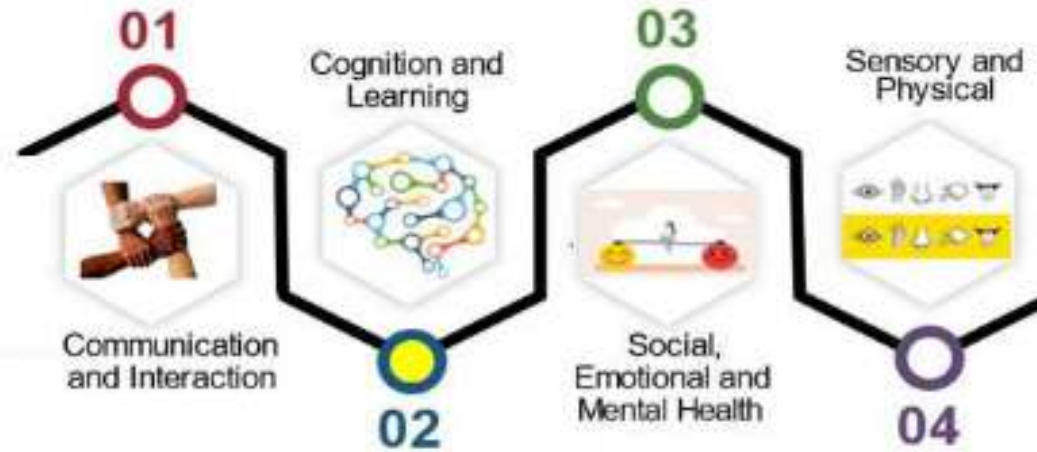 01
Communication
and Interaction
Cognition and
Learning
02
03
Social,
Emotional and
Mental Health
Sensory and
Physical
04